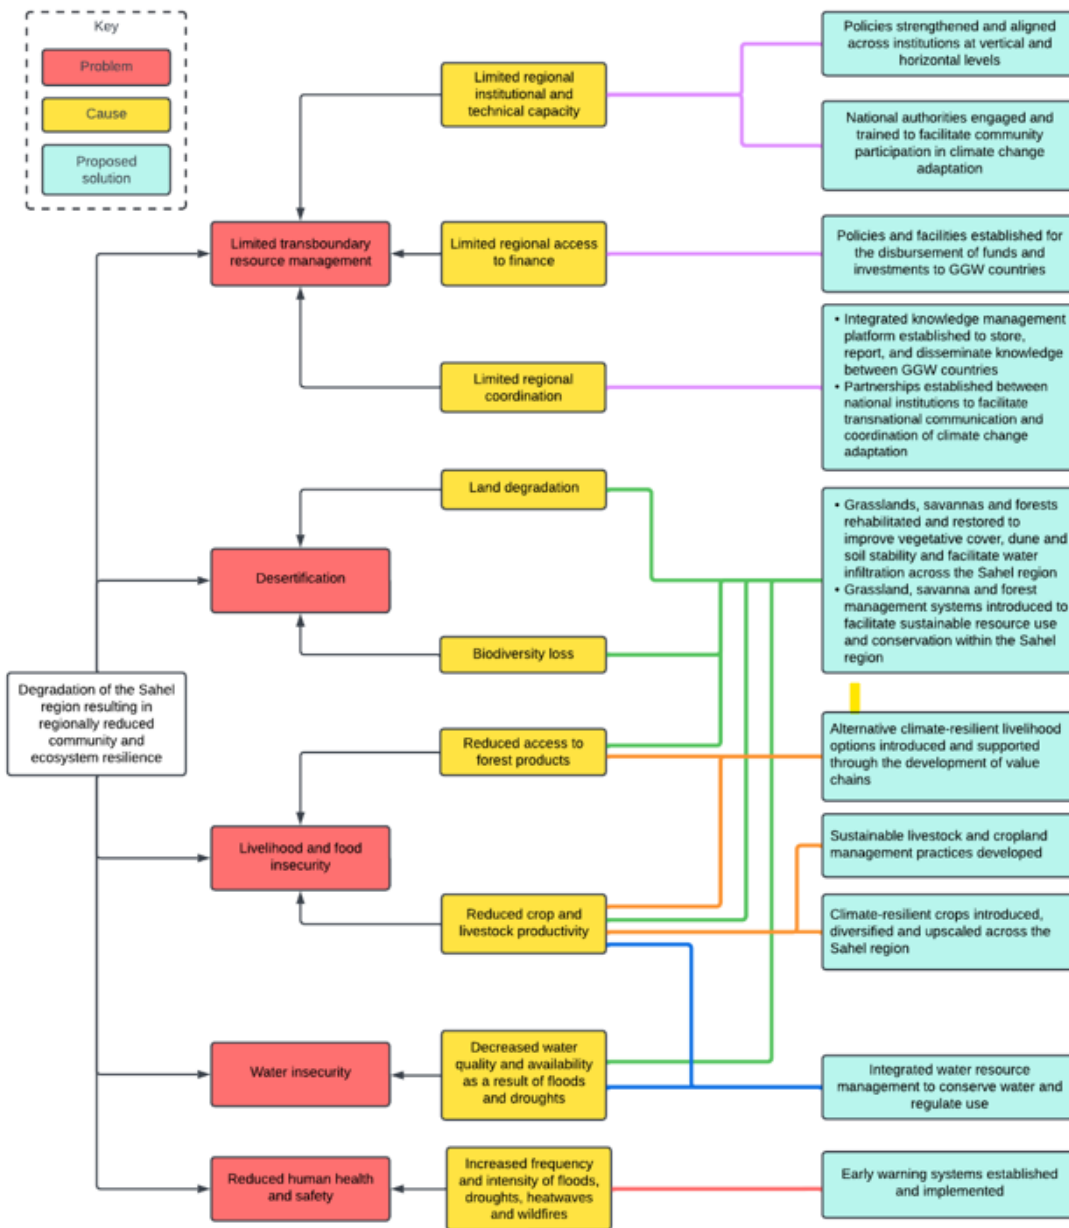 Key
Problem
Cause
Proposed
solution
Limited regional
institutional and
technical capacity
Policies strengthened and aligned
across institutions at vertical and
horizontal levels
National authorities engaged and
trained to facilitate community
participation in climate change
adaptation
Limited transboundary
resource management
Limited regional access
to finance
Policies and facilities established for
the disbursement of funds and
investments to GGW countries
Limited regional
coordination
• Integrated knowledge management
platform established to store,
report, and disseminate knowledge
between GGW countries
• Partnerships established between
national institutions to facilitate
transnational communication and
coordination of climate change
adaptation
Land degradation
Desertification
Biodiversity loss
• Grasslands, savannas and forests
rehabilitated and restored to
improve vegetative cover, dune and
soil stability and facilitate water
infiltration across the Sahel region
• Grassland, savanna and forest
management systems introduced to
facilitate sustainable resource use
and conservation within the Sahel
region
Degradation of the Sahel
region resulting in
regionally reduced
community and
ecosystem resilience
Reduced access to
forest products
Alternative climate-resilient livelihood
options introduced and supported
through the development of value
chains
Livelihood and food
insecurity
Sustainable livestock and cropland
management practices developed
Reduced crop and
livestock productivity
Climate-resilient crops introduced,
diversified and upscaled across the
Sahel region
Water insecurity
Decreased water
quality and availability
as a result of floods
and droughts
Integrated water resource
management to conserve water and
regulate use
Reduced human health
and safety
Increased frequency
and intensity of floods,
droughts, heatwaves
and wildfires
Early warning systems established
and implemented